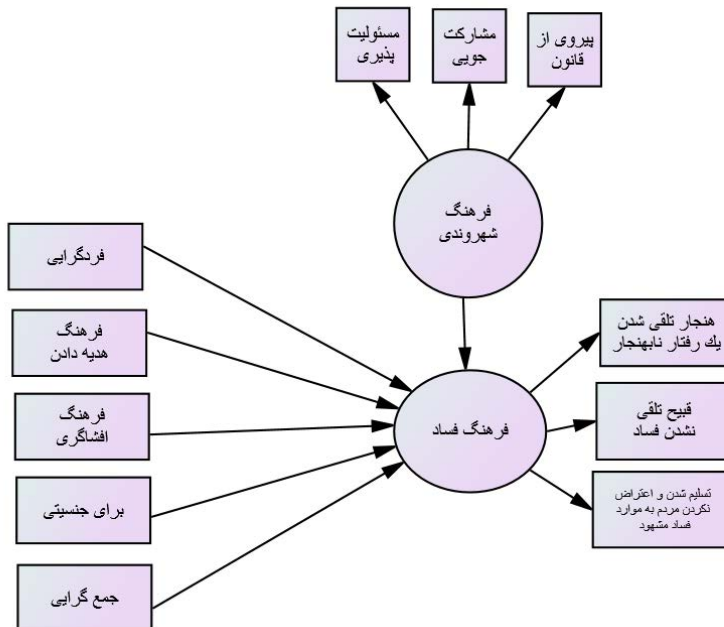 پیروی از
قانون
مشارکت
جویی
مسئولیت
پذیری
فرهنگ
شهروندی
فردگرایی
فرهنگ
هدیه دادن
فرهنگ
افشاگری
برای جنسیتی
جمع گرایی
فرهنگ فساد
هنجار تلقی شدن
یك رفتار نابهنجار
قبیح تلقی
نشدن فساد
تسلیم شدن و اعتراض
نکردن مردم به موارد
فساد مشهود